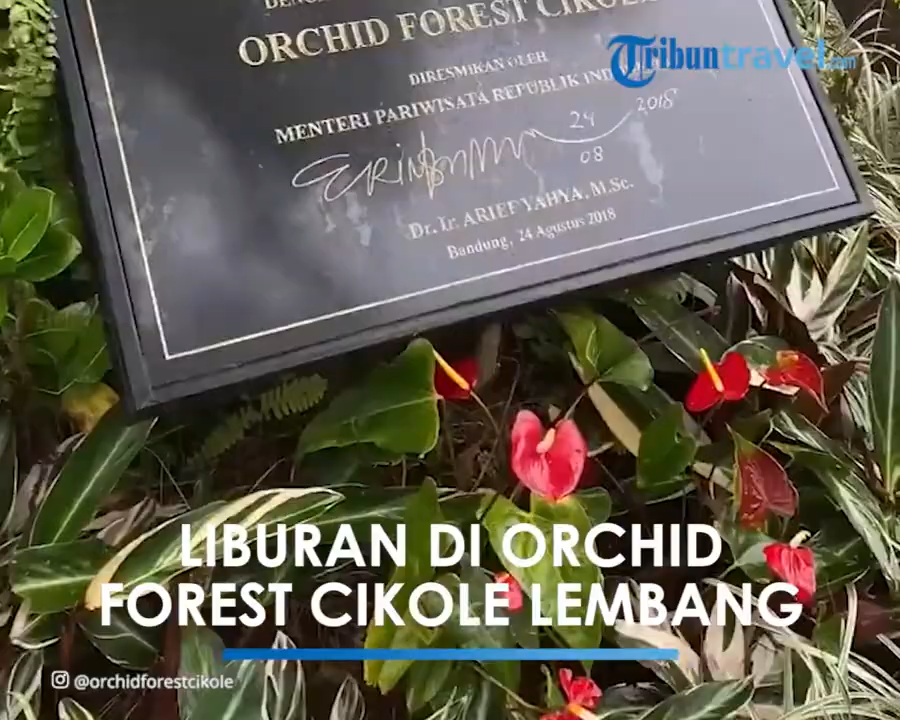 ORCHID FOREST CIKOLE
Tribuntravel.com
DIRESMIKAN OLEH
MENTERI PARIWISATA REPUBLIK
24 2018
08
Dr. Ir. ARIEF YAHYA, M.Sc.
Bandung, 24 Agustus 2018
LIBURAN DI ORCHID
FOREST CIKOLE LEMBANG
@orchidforestcikole